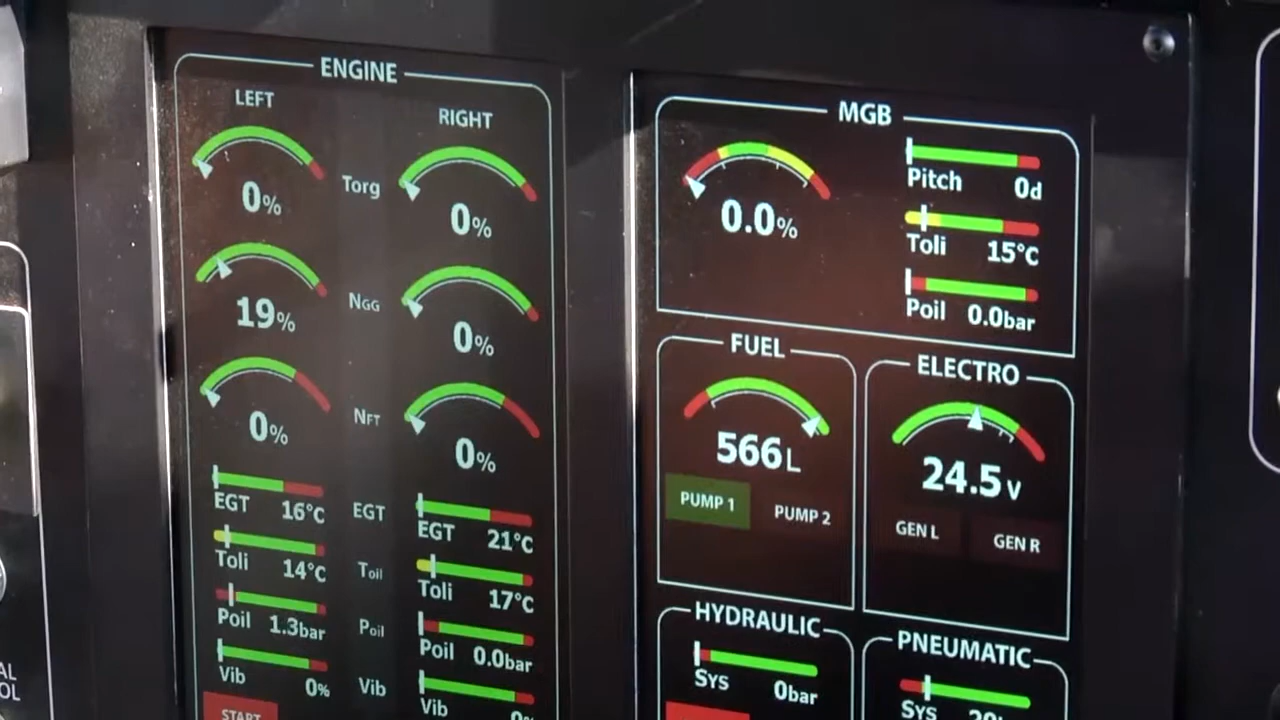 ENGINE
LEFT
RIGHT
0%
Torg
0%
19%
NGG
0%
0%
NFT
0%
EGT 16°C
EGT
EGT 21°C
Toli 14°C
Toil
Toli 17°C
Poil 1.3bar
Poil
Poil 0.0bar
Vib 0%
Vib
Vib
START
MGB
0.0%
Pitch 0d
Toli 15°C
Poil 0.0bar
FUEL
566L
PUMP 1
PUMP 2
ELECTRO
24.5V
GEN L
GEN R
HYDRAULIC
Sys 0bar
PNEUMATIC
Sys